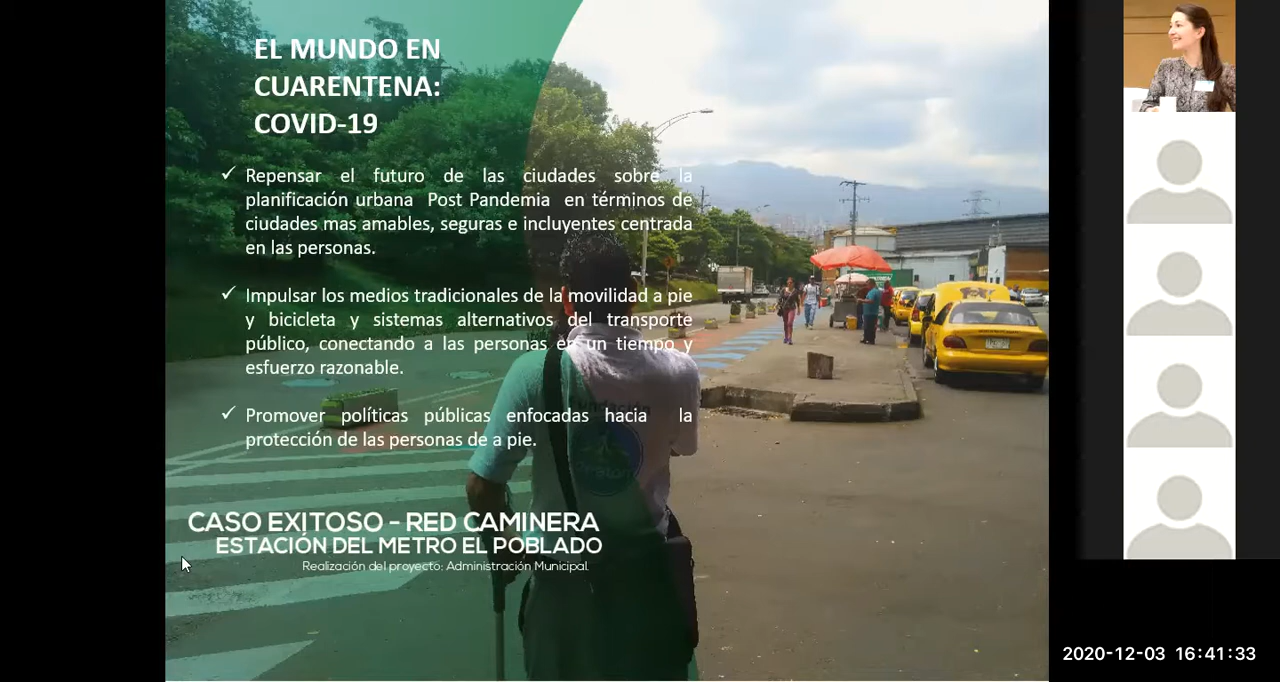 EL MUNDO EN
CUARENTENA:
COVID-19
Repensar el futuro de las ciudades sobre la
planificación urbana Post Pandemia en términos de
ciudades mas amables, seguras e incluyentes centrada
en las personas.
Impulsar los medios tradicionales de la movilidad a pie
y bicicleta y sistemas alternativos del transporte
público, conectando a las personas en un tiempo y
esfuerzo razonable.
Promover políticas públicas enfocadas hacia la
protección de las personas de a pie.
CASO EXITOSO - RED CAMINERA
ESTACIÓN DEL METRO EL POBLADO
Realización del proyecto: Administración Municipal.
2020-12-03 16:41:33